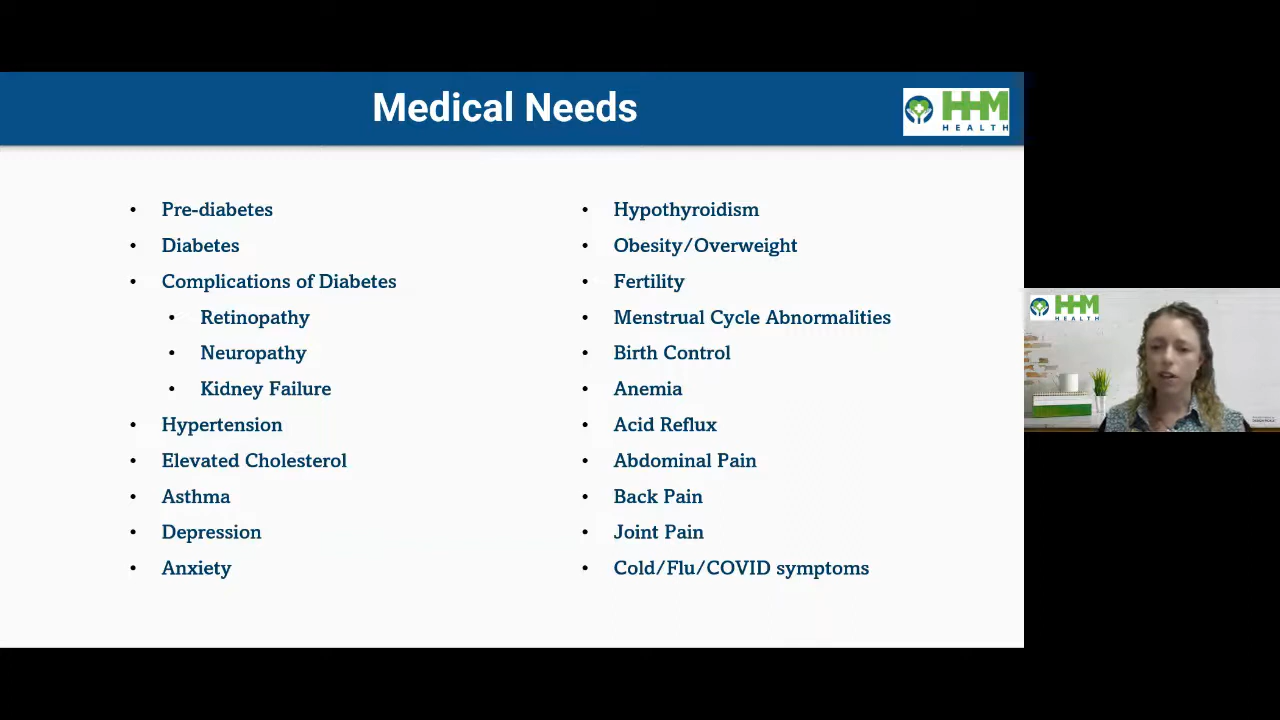 Medical Needs
HHM
HEALTH
Pre-diabetes
Diabetes
Complications of Diabetes
Retinopathy
Neuropathy
Kidney Failure
Hypertension
Elevated Cholesterol
Asthma
Depression
Anxiety
Hypothyroidism
Obesity/Overweight
Fertility
Menstrual Cycle Abnormalities
Birth Control
Anemia
Acid Reflux
Abdominal Pain
Back Pain
Joint Pain
Cold/Flu/COVID symptoms
HHM
HEALTH